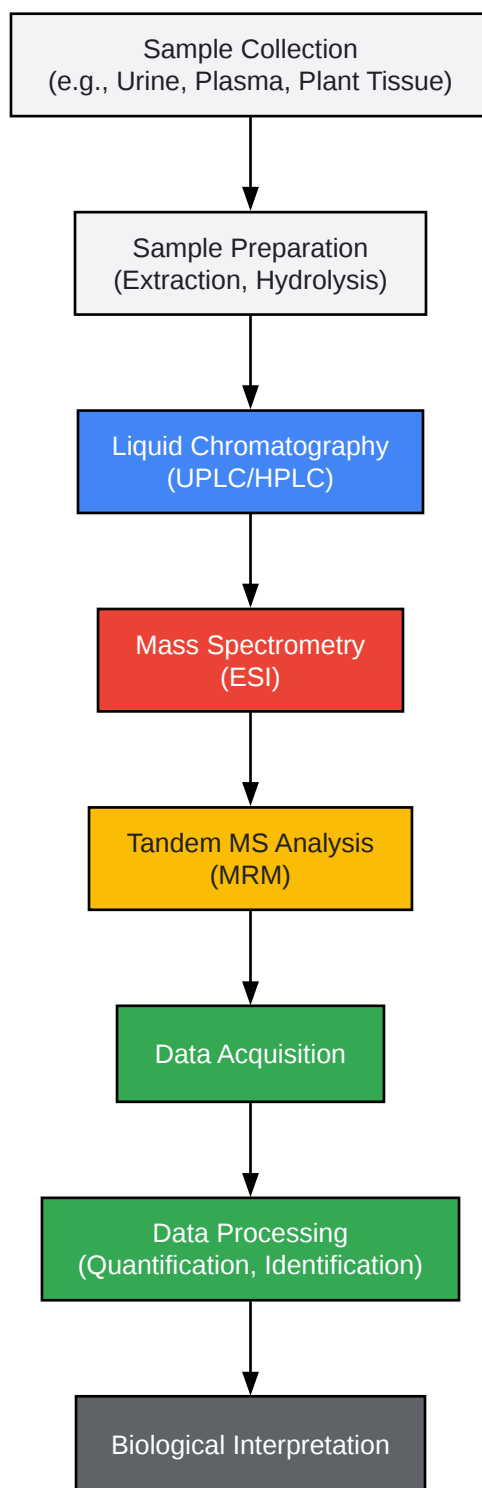 Sample Collection
(e.g., Urine, Plasma, Plant Tissue)
Sample Preparation
(Extraction, Hydrolysis)
Liquid Chromatography
(UPLC/HPLC)
Mass Spectrometry
(ESI)
Tandem MS Analysis
(MRM)
Data Acquisition
Data Processing
(Quantification, Identification)
Biological Interpretation